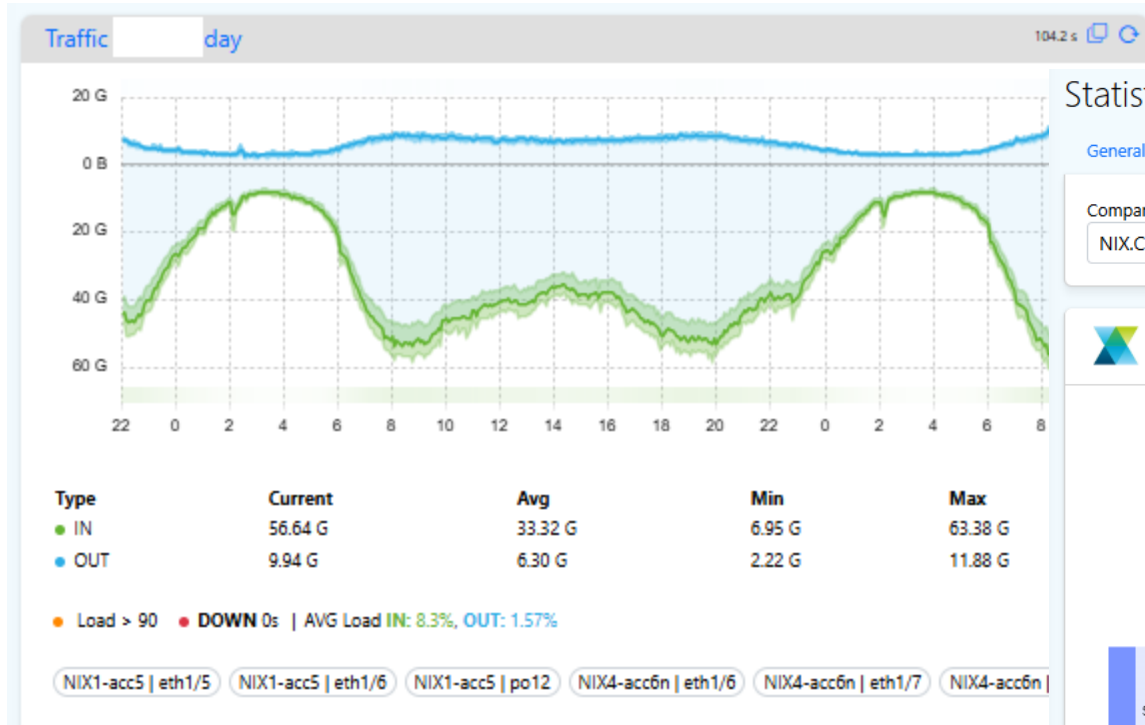 Traffic day
104.2 s
Statis
General
Compar
NIX.C
20 G
0 B
20 G
40 G
60 G
22 0 2 4 6 8 10 12 14 16 18 20 22 0 2 4 6 8
Type Current Avg Min Max
IN 56.64 G 33.32 G 6.95 G 63.38 G
OUT 9.94 G 6.30 G 2.22 G 11.88 G
Load > 90 DOWN 0s | AVG Load IN: 8.3%, OUT: 1.57%
NIX1-acc5 | eth1/5 NIX1-acc5 | eth1/6 NIX1-acc5 | po12 NIX4-acc6n | eth1/6 NIX4-acc6n | eth1/7 NIX4-acc6n |